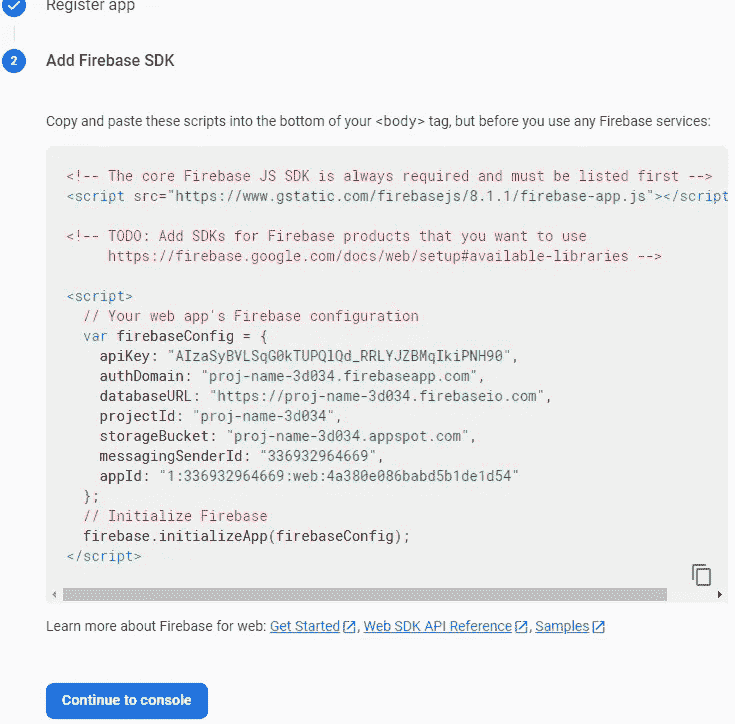 Register app
2
Add Firebase SDK
Copy and paste these scripts into the bottom of your <body> tag, but before you use any Firebase services:
<!-- The core Firebase JS SDK is always required and must be listed first -->
<script src="https://www.gstatic.com/firebasejs/8.1.1/firebase-app.js"></script
<!-- TODO: Add SDKs for Firebase products that you want to use
https://firebase.google.com/docs/web/setup#available-libraries -->
<script>
// Your web app's Firebase configuration
var firebaseConfig = {
apiKey: "AIzaSyBVLSqG0kTUPQlQd_RRLYJZBMqIkiPNH90",
authDomain: "proj-name-3d034.firebaseapp.com",
databaseURL: "https://proj-name-3d034.firebaseio.com",
projectId: "proj-name-3d034",
storageBucket: "proj-name-3d034.appspot.com",
messagingSenderId: "336932964669",
appId: "1:336932964669:web:4a380e086babd5b1de1d54"
};
// Initialize Firebase
firebase.initializeApp(firebaseConfig);
</script>
Learn more about Firebase for web: Get Started, Web SDK API Reference, Samples
Continue to console